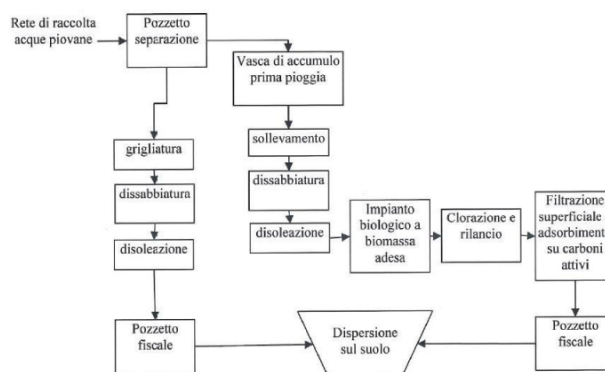 Rete di raccolta
acque piovane
Pozzetto
separazione
Vasca di accumulo
prima pioggia
grigliatura
sollevamento
dissabbiatura
dissabbiatura
disoleazione
disoleazione
Impianto
biologico a
biomassa
adesa
Clorazione e
rilancio
Filtrazione
superficiale
adsorbiment
su carboni
attivi
Pozzetto
fiscale
Dispersione
sul suolo
Pozzetto
fiscale